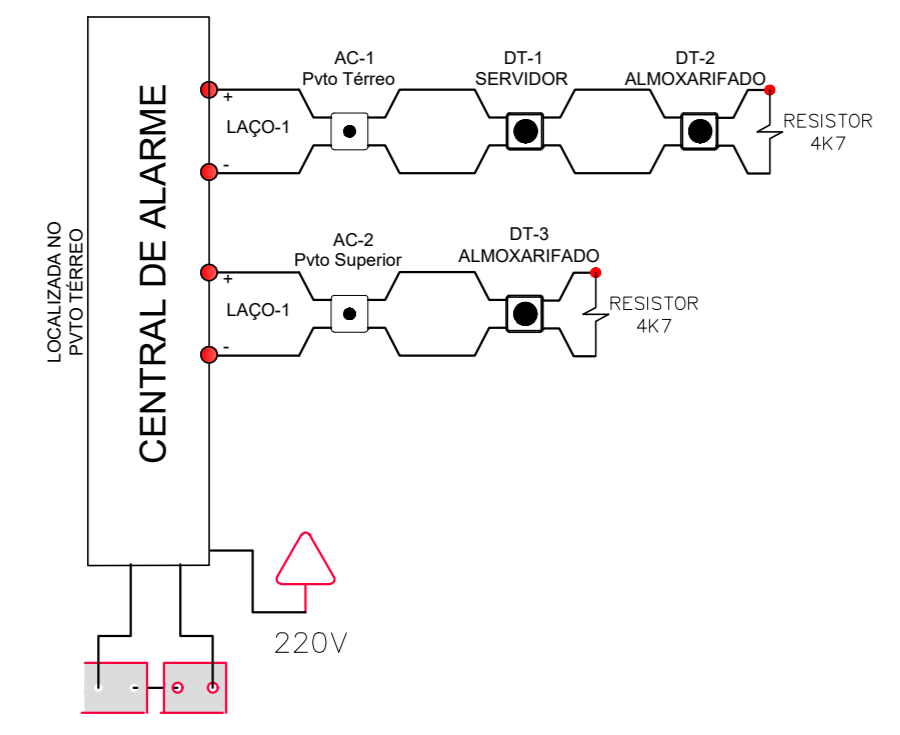 LOCALIZADA NO
PVTO TÉRREO
CENTRAL DE ALARME
+
LAÇO-1
-
AC-1
Pvto Térreo
DT-1
SERVIDOR
DT-2
ALMOXARIFADO
RESISTOR
4K7
+
LAÇO-1
-
AC-2
Pvto Superior
DT-3
ALMOXARIFADO
RESISTOR
4K7
220V